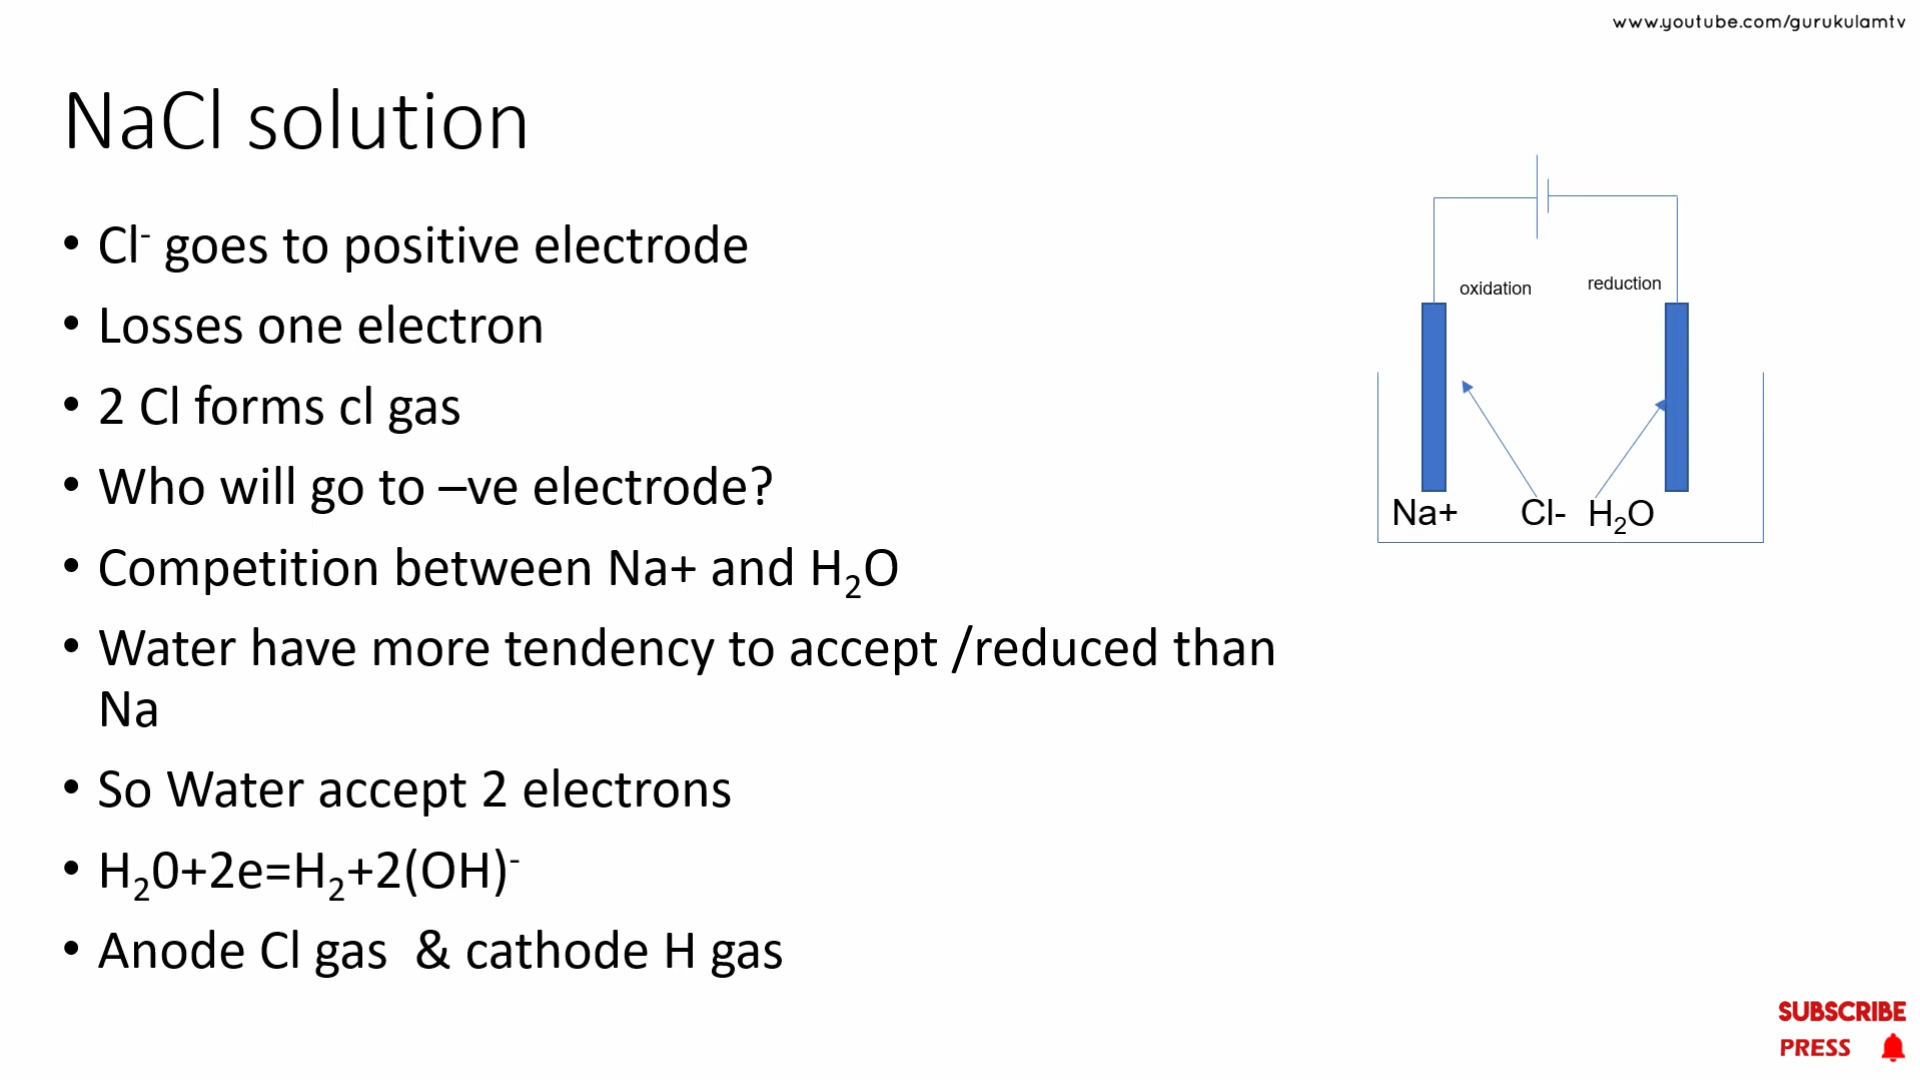 www.youtube.com/gurukulamtv
NaCl solution
• Cl⁻ goes to positive electrode
• Losses one electron
• 2 Cl forms cl gas
• Who will go to –ve electrode?
• Competition between Na+ and H₂O
• Water have more tendency to accept /reduced than
Na
• So Water accept 2 electrons
• H₂0+2e=H₂+2(OH)⁻
• Anode Cl gas & cathode H gas
oxidation reduction
Na+ Cl- H₂O
SUBSCRIBE
PRESS